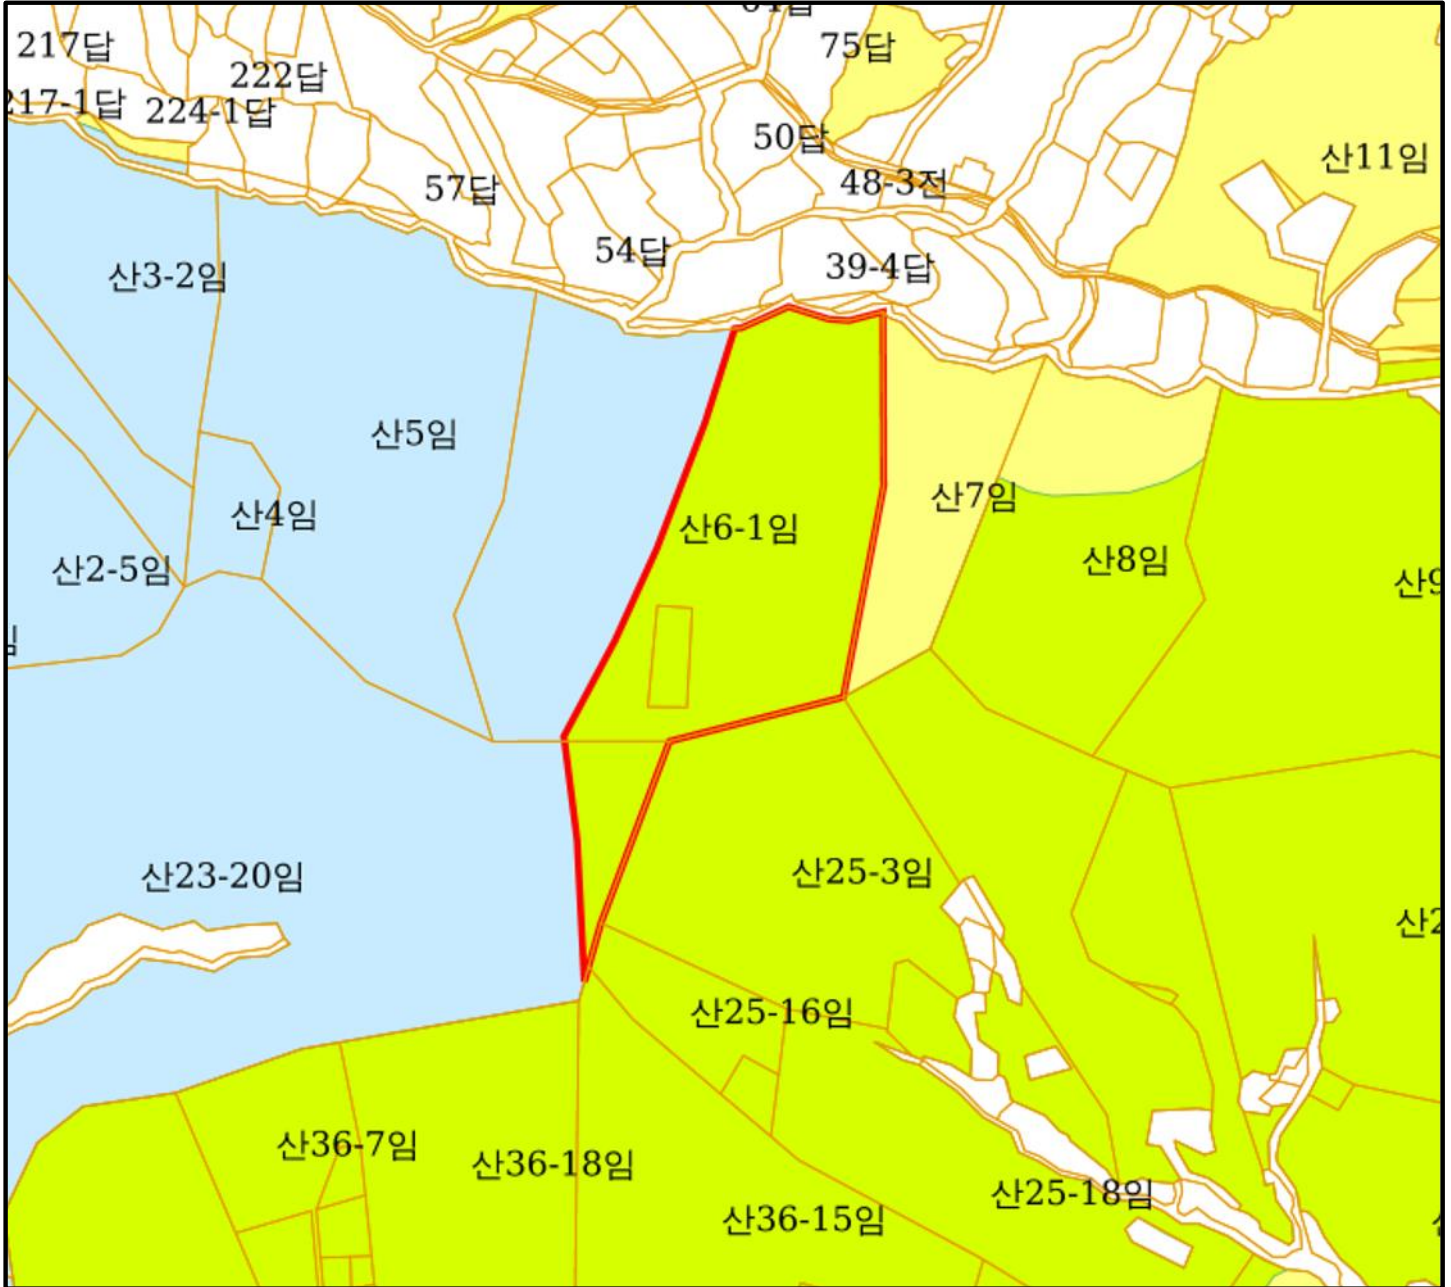 217답
75답
222답
217-1답
224-1답
50답
산11임
57답
48-3전
54답
39-4답
산3-2임
산5임
산7임
산4임
산6-1임
산8임
산2-5임
산23-20임
산25-3임
산25-16임
산36-7임
산36-18임
산25-18임
산36-15임